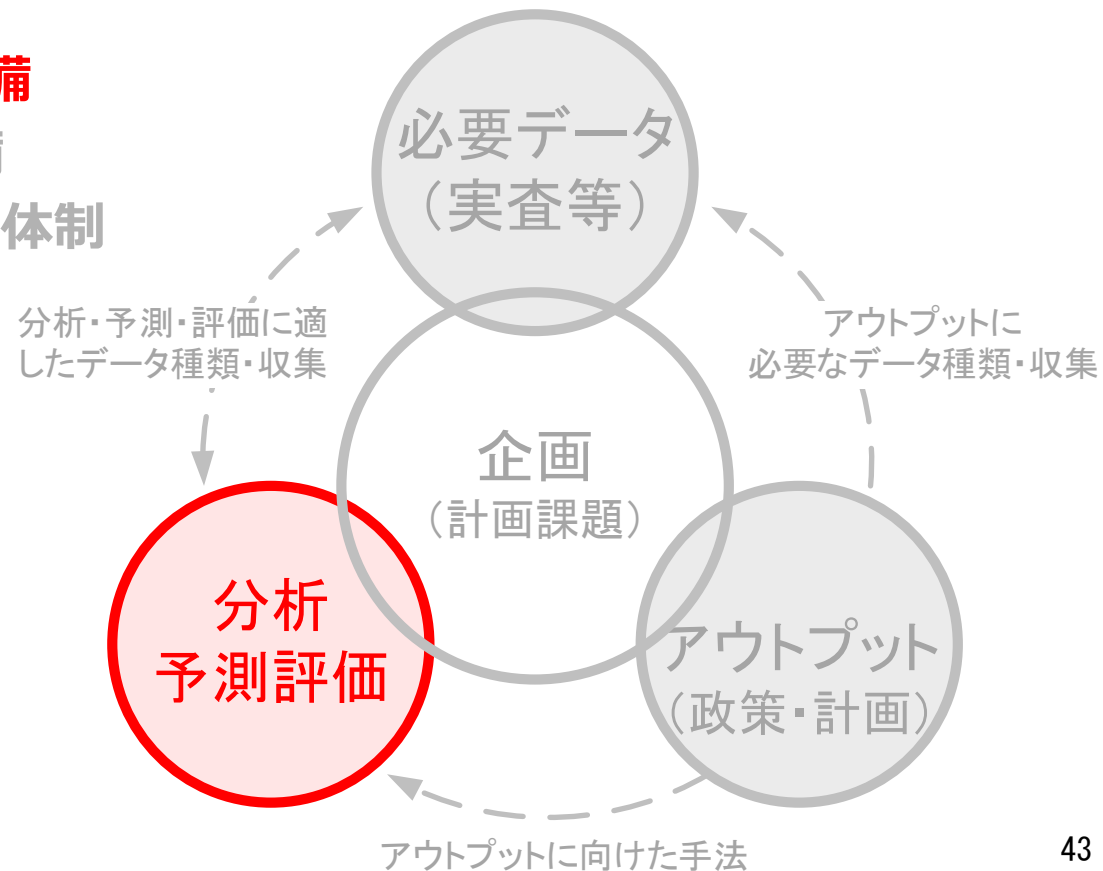 備
体制
必要データ
（実査等）
分析・予測・評価に適
したデータ種類・収集
アウトプットに
必要なデータ種類・収集
企画
（計画課題）
分析
予測評価
アウトプット
（政策・計画）
アウトプットに向けた手法
43